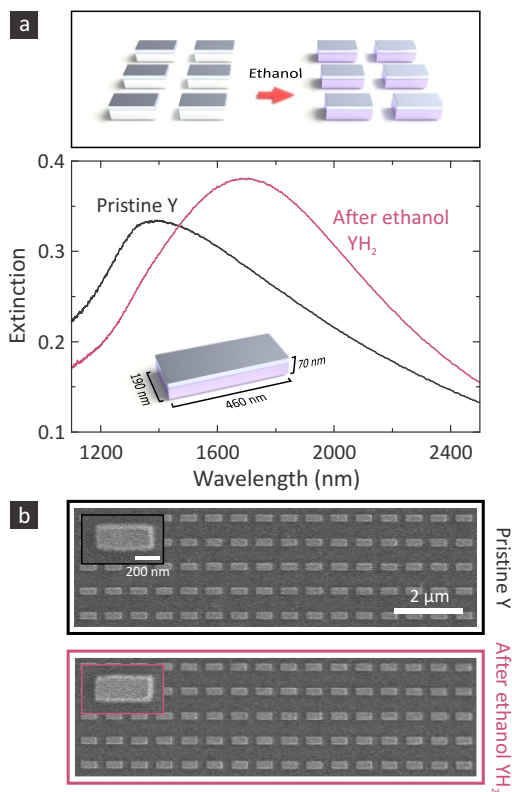 a
Ethanol
0.4
0.3
0.2
0.1
Extinction
Pristine Y
After ethanol
YH₂
190 nm
460 nm
70 nm
1200 1600 2000 2400
Wavelength (nm)
b
200 nm
2 µm
Pristine Y
After ethanol YH₂